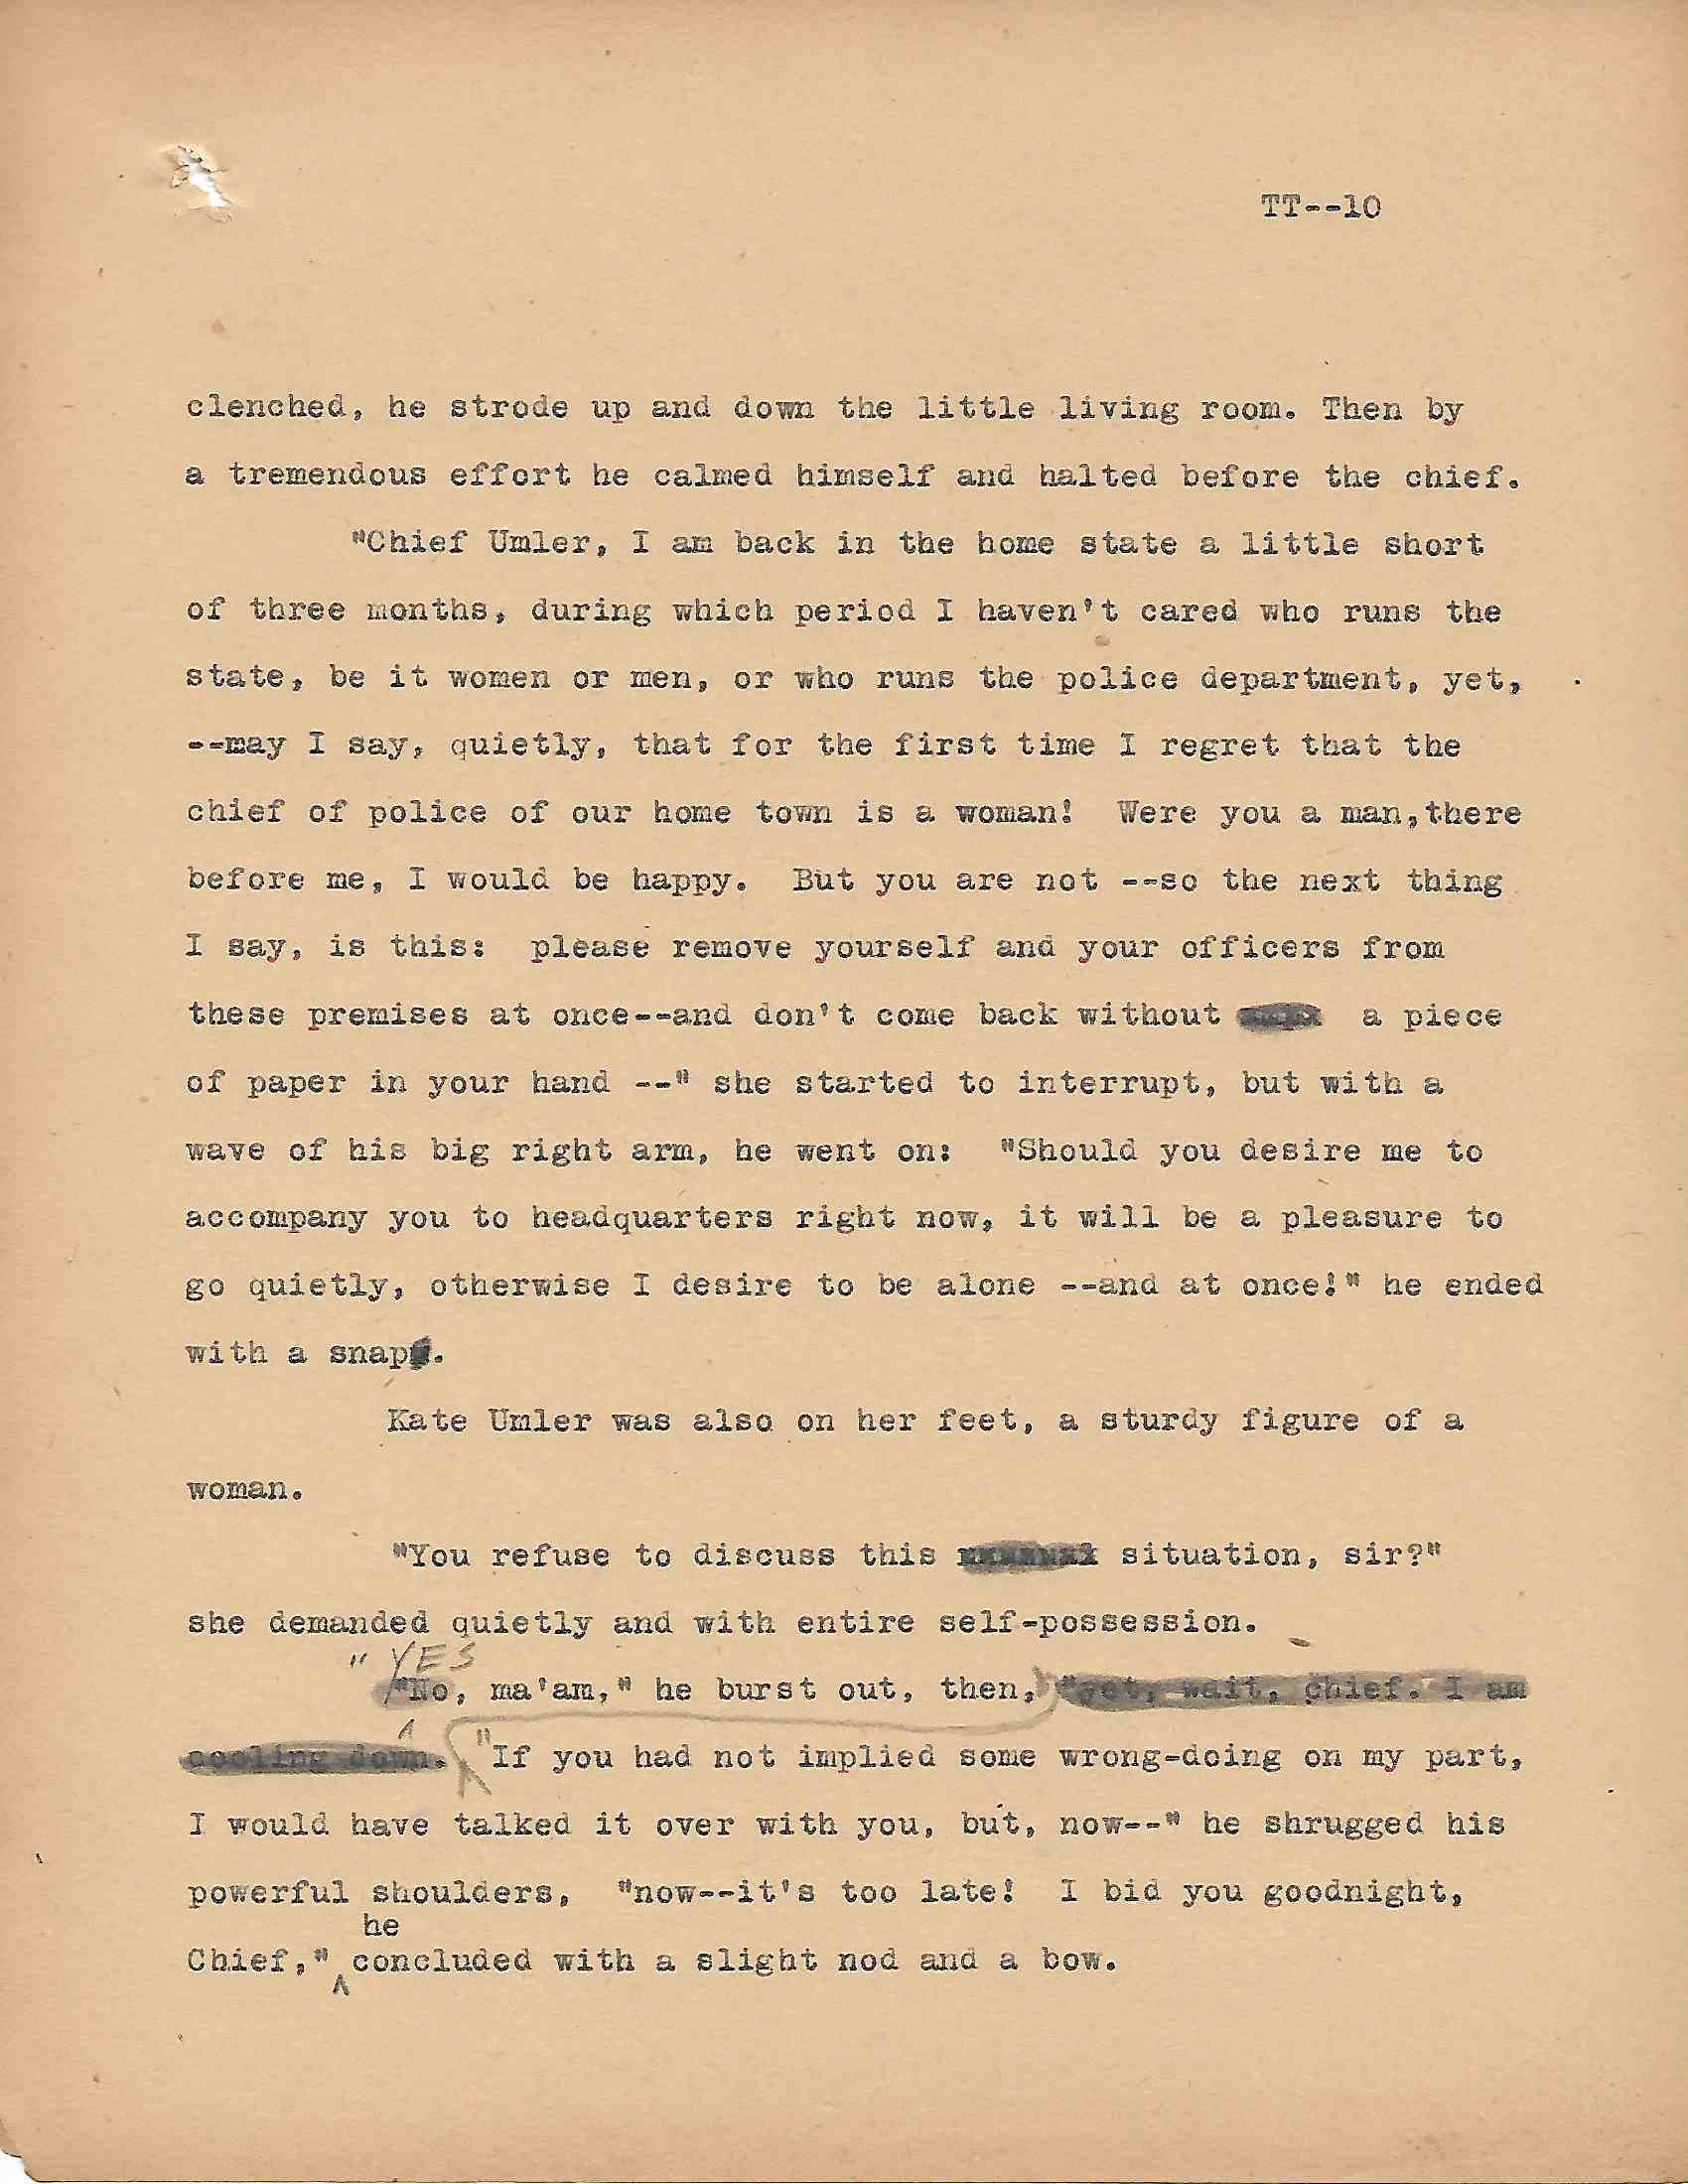 TT--10
clenched, he strode up and down the little living room. Then by
a tremendous effort he calmed himself and halted before the chief.
"Chief Umler, I am back in the home state a little short
of three months, during which period I haven't cared who runs the
state, be it women or men, or who runs the police department, yet,
--may I say, quietly, that for the first time I regret that the
chief of police of our home town is a woman! Were you a man,there
before me, I would be happy. But you are not --so the next thing
I say, is this: please remove yourself and your officers from
these premises at once--and don't come back without a piece
of paper in your hand --" she started to interrupt, but with a
wave of his big right arm, he went on: "Should you desire me to
accompany you to headquarters right now, it will be a pleasure to
go quietly, otherwise I desire to be alone --and at once!" he ended
with a snap.
Kate Umler was also on her feet, a sturdy figure of a
woman.
"You refuse to discuss this situation, sir?"
she demanded quietly and with entire self-possession.
" YES
"No, ma'am," he burst out, then, "yet, wait, chief. I am
cooling down. "If you had not implied some wrong-doing on my part,
I would have talked it over with you, but, now--" he shrugged his
powerful shoulders, "now--it's too late! I bid you goodnight,
he
Chief," concluded with a slight nod and a bow.